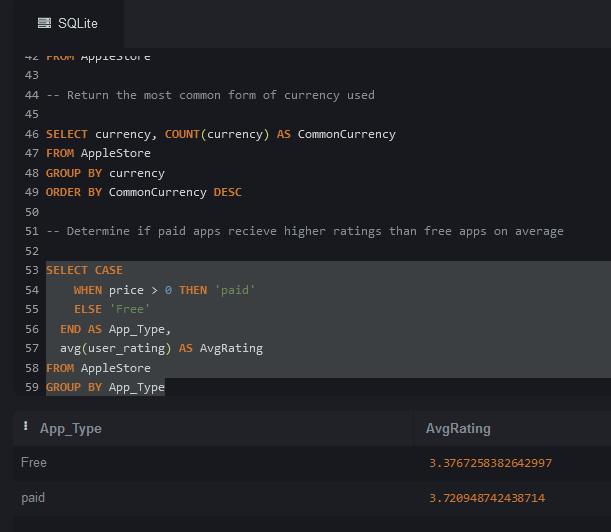 SQLite
42 FROM AppleStore
43
44 -- Return the most common form of currency used
45
46 SELECT currency, COUNT(currency) AS CommonCurrency
47 FROM AppleStore
48 GROUP BY currency
49 ORDER BY CommonCurrency DESC
50
51 -- Determine if paid apps recieve higher ratings than free apps on average
52
53 SELECT CASE
54 WHEN price > 0 THEN 'paid'
55 ELSE 'Free'
56 END AS App_Type,
57 avg(user_rating) AS AvgRating
58 FROM AppleStore
59 GROUP BY App_Type
App_Type AvgRating
Free 3.3767258382642997
paid 3.720948742438714